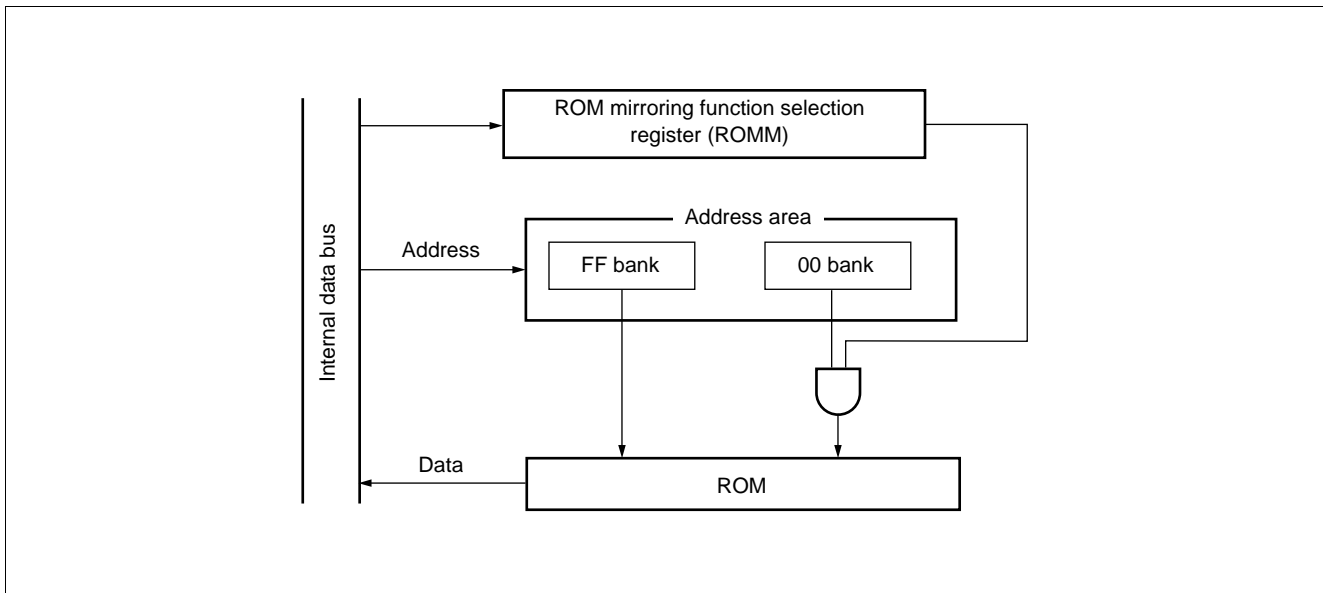 ROM mirroring function selection
register (ROMM)
Address area
Internal data bus
Address
FF bank
00 bank
Data
ROM